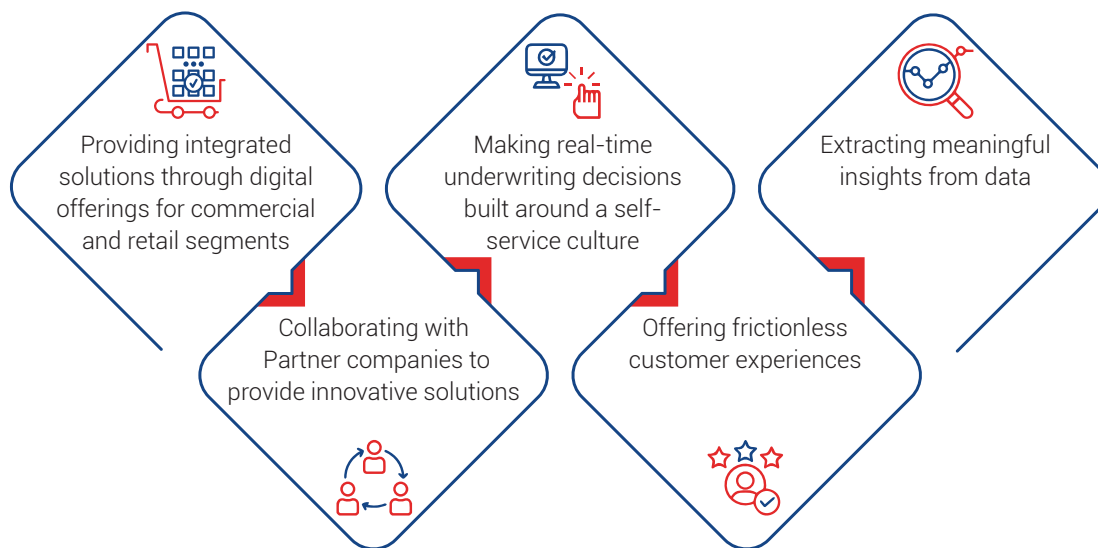 Providing integrated
solutions through digital
offerings for commercial
and retail segments
Collaborating with
Partner companies to
provide innovative solutions
Making real-time
underwriting decisions
built around a self-
service culture
Offering frictionless
customer experiences
Extracting meaningful
insights from data